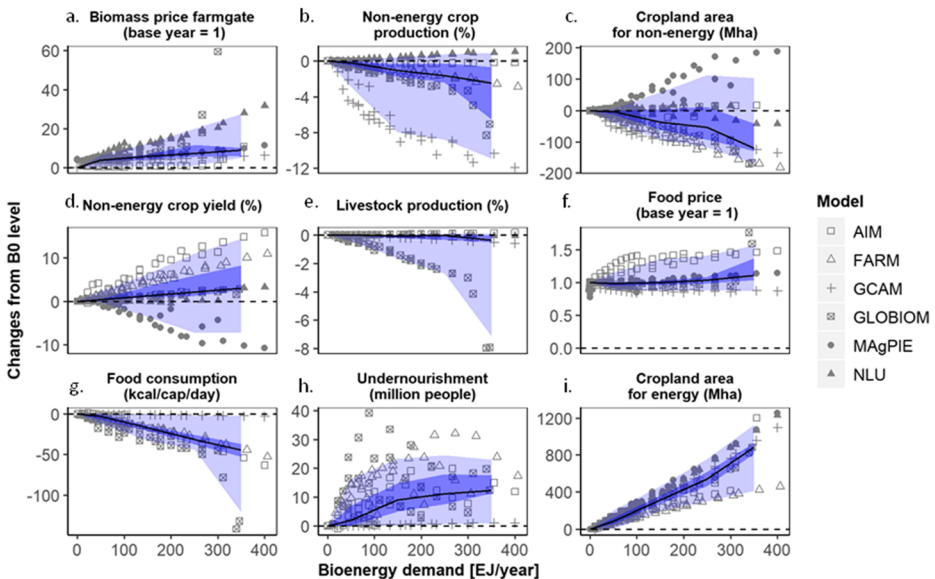 a. Biomass price farmgate
(base year = 1)
b. Non-energy crop
production (%)
c. Cropland area
for non-energy (Mha)
60
40
20
0
0
-4
-8
-12
200
100
0
-100
-200
d. Non-energy crop yield (%)
e. Livestock production (%)
f. Food price
(base year = 1)
10
0
-10
0
-2
-4
-6
-8
1.5
1.0
0.5
0.0
Changes from B0 level
g. Food consumption
(kcal/cap/day)
h. Undernourishment
(million people)
i. Cropland area
for energy (Mha)
0
-50
-100
40
30
20
10
0
1200
800
400
0
0 100 200 300 400
0 100 200 300 400
0 100 200 300 400
Bioenergy demand [EJ/year]
Model
AIM
FARM
GCAM
GLOBIOM
MAgPIE
NLU